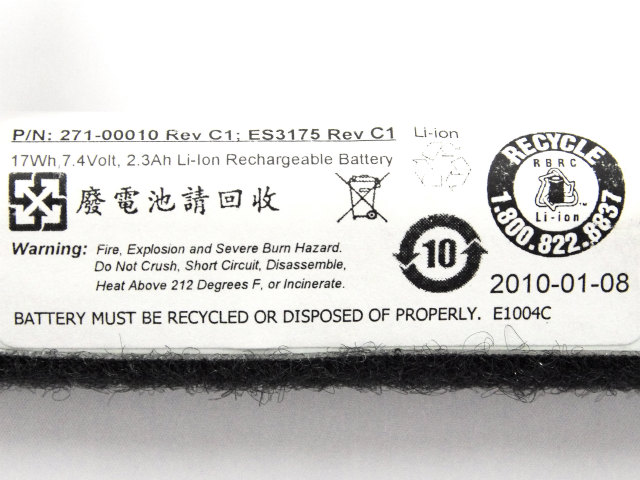 P/N: 271-00010 Rev C1; ES3175 Rev C1
Li-ion
17Wh,7.4Volt, 2.3Ah Li-Ion Rechargeable Battery
廢電池請回收
RECYCLE
RBRC
Li-ion
™
1.800.822.8837
Warning: Fire, Explosion and Severe Burn Hazard.
Do Not Crush, Short Circuit, Disassemble,
Heat Above 212 Degrees F, or Incinerate.
10
2010-01-08
BATTERY MUST BE RECYCLED OR DISPOSED OF PROPERLY. E1004C